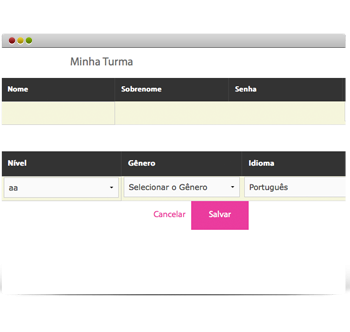 Minha Turma
Nome Sobrenome Senha
Nível Gênero Idioma
aa Selecionar o Gênero Português
Cancelar Salvar